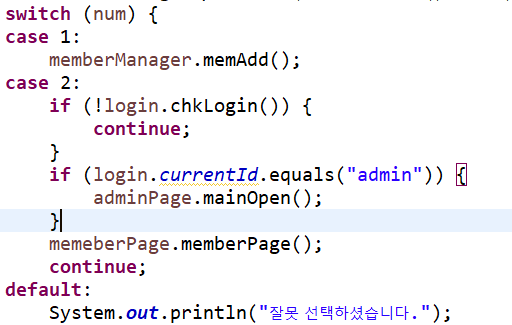 switch (num) {
case 1:
    memberManager.memAdd();
case 2:
    if (!login.chkLogin()) {
        continue;
    }
    if (login.currentId.equals("admin")) {
        adminPage.mainOpen();
    }
    memeberPage.memberPage();
    continue;
default:
    System.out.println("잘못 선택하셨습니다.");